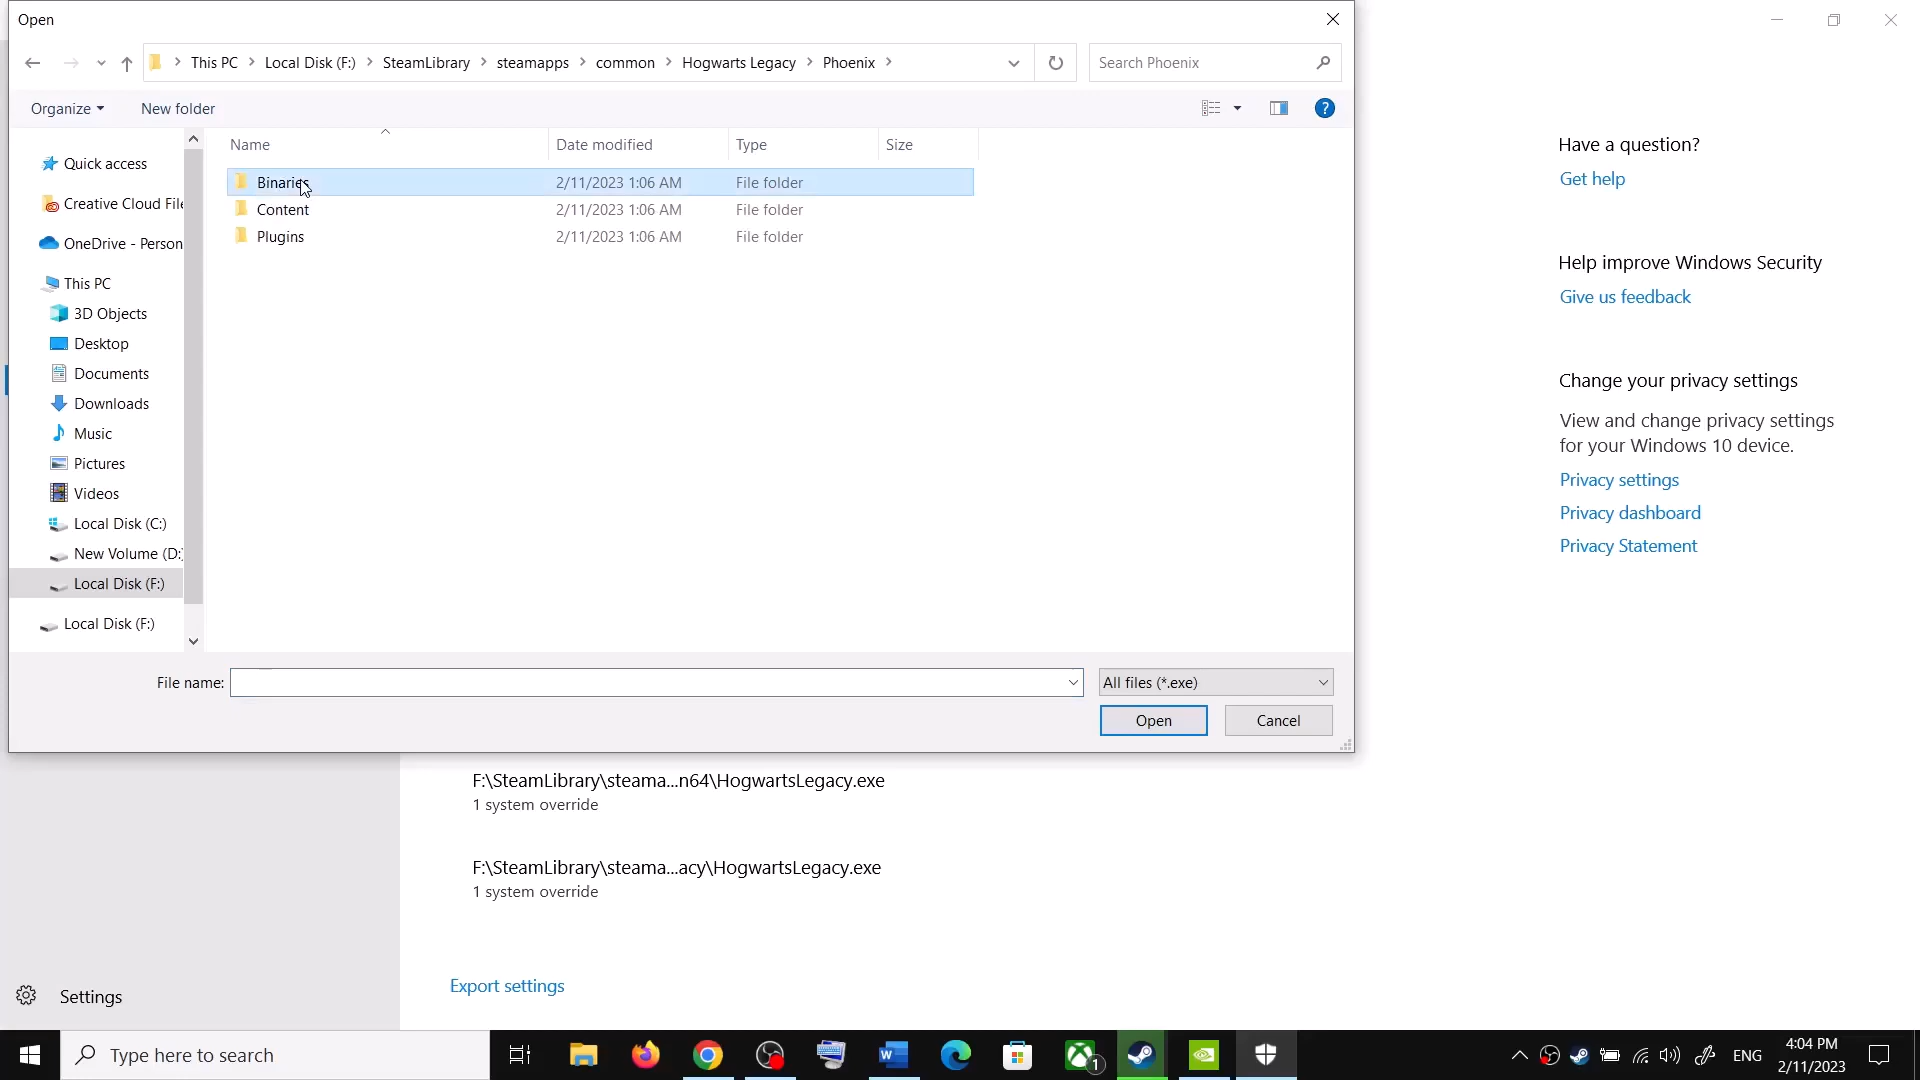 Open
This PC > Local Disk (F:) > SteamLibrary > steamapps > common > Hogwarts Legacy > Phoenix >
Search Phoenix
Organize
New folder
Name
Date modified
Type
Size
Binaries
2/11/2023 1:06 AM
File folder
Content
2/11/2023 1:06 AM
File folder
Plugins
2/11/2023 1:06 AM
File folder
Quick access
Creative Cloud File
OneDrive - Person
This PC
3D Objects
Desktop
Documents
Downloads
Music
Pictures
Videos
Local Disk (C:)
New Volume (D:)
Local Disk (F:)
Local Disk (F:)
File name:
All files (*.exe)
Open
Cancel
Have a question?
Get help
Help improve Windows Security
Give us feedback
Change your privacy settings
View and change privacy settings
for your Windows 10 device.
Privacy settings
Privacy dashboard
Privacy Statement
F:\SteamLibrary\steama...n64\HogwartsLegacy.exe
1 system override
F:\SteamLibrary\steama...acy\HogwartsLegacy.exe
1 system override
Export settings
Settings
Type here to search
1
ENG
4:04 PM
2/11/2023